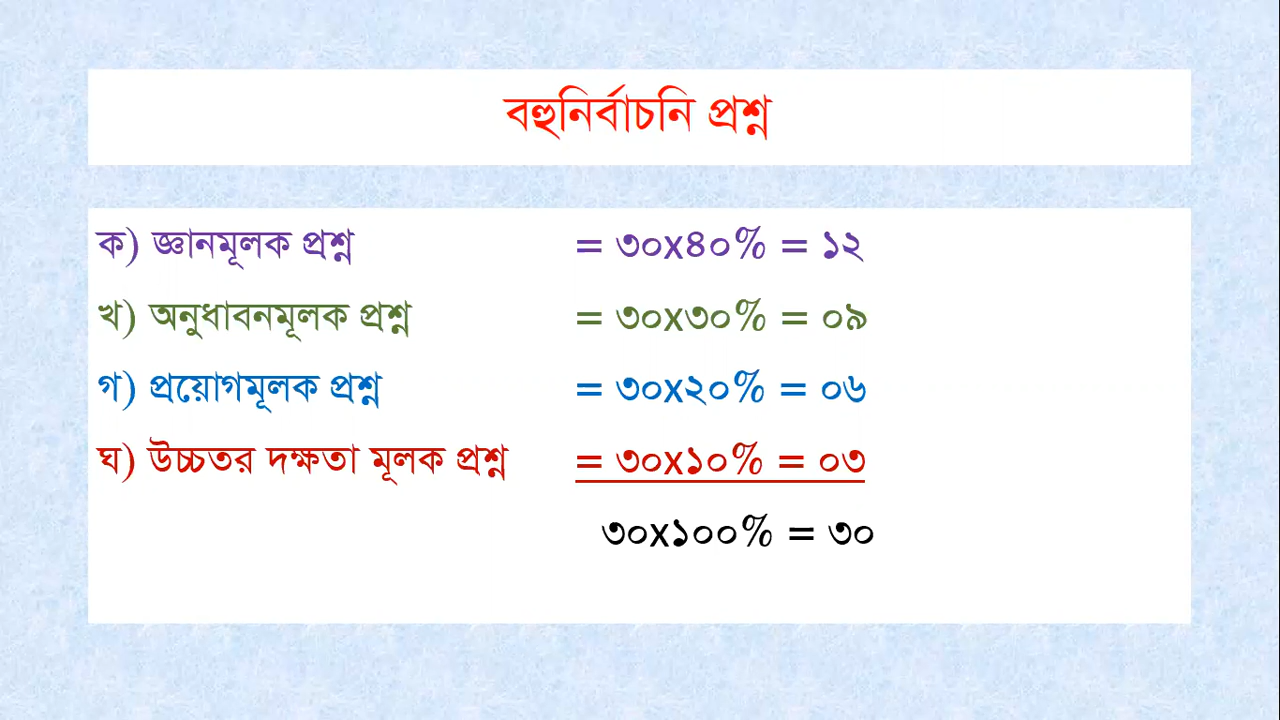 বহুনির্বাচনি প্রশ্ন
ক) জ্ঞানমূলক প্রশ্ন = ৩০x৪০% = ১২
খ) অনুধাবনমূলক প্রশ্ন = ৩০x৩০% = ০৯
গ) প্রয়োগমূলক প্রশ্ন = ৩০x২০% = ০৬
ঘ) উচ্চতর দক্ষতা মূলক প্রশ্ন = ৩০x১০% = ০৩
৩০x১০০% = ৩০